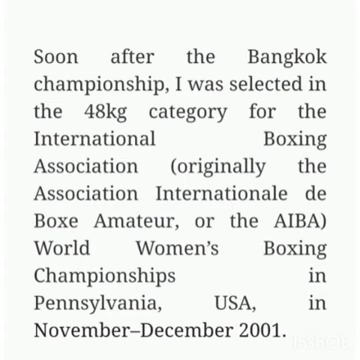 Soon after the Bangkok
championship, I was selected in
the 48kg category for the
International Boxing
Association (originally the
Association Internationale de
Boxe Amateur, or the AIBA)
World Women’s Boxing
Championships in
Pennsylvania, USA, in
November–December 2001.